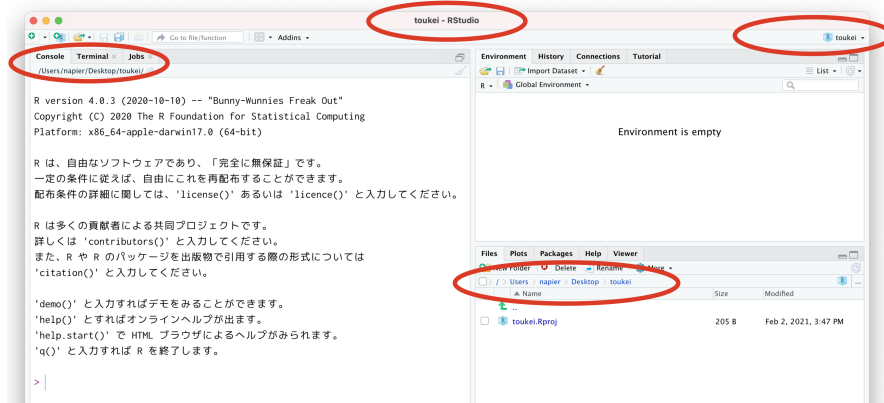 toukei - RStudio
Go to file/function
Addins
toukei
Console Terminal × Jobs ×
/Users/napier/Desktop/toukei/
R version 4.0.3 (2020-10-10) -- "Bunny-Wunnies Freak Out"
Copyright (C) 2020 The R Foundation for Statistical Computing
Platform: x86_64-apple-darwin17.0 (64-bit)
R は、自由なソフトウェアであり、「完全に無保証」です。
一定の条件に従えば、自由にこれを再配布することができます。
配布条件の詳細に関しては、'license()' あるいは 'licence()' と入力してください。
R は多くの貢献者による共同プロジェクトです。
詳しくは 'contributors()' と入力してください。
また、R や R のパッケージを出版物で引用する際の形式については
'citation()' と入力してください。
'demo()' と入力すればデモをみることができます。
'help()' とすればオンラインヘルプが出ます。
'help.start()' で HTML ブラウザによるヘルプがみられます。
'q()' と入力すれば R を終了します。
>
Environment History Connections Tutorial
Import Dataset
List
R Global Environment
Environment is empty
Files Plots Packages Help Viewer
New Folder Delete Rename More
/ > Users > napier > Desktop > toukei
...
Name Size Modified
..
toukei.Rproj 205 B Feb 2, 2021, 3:47 PM